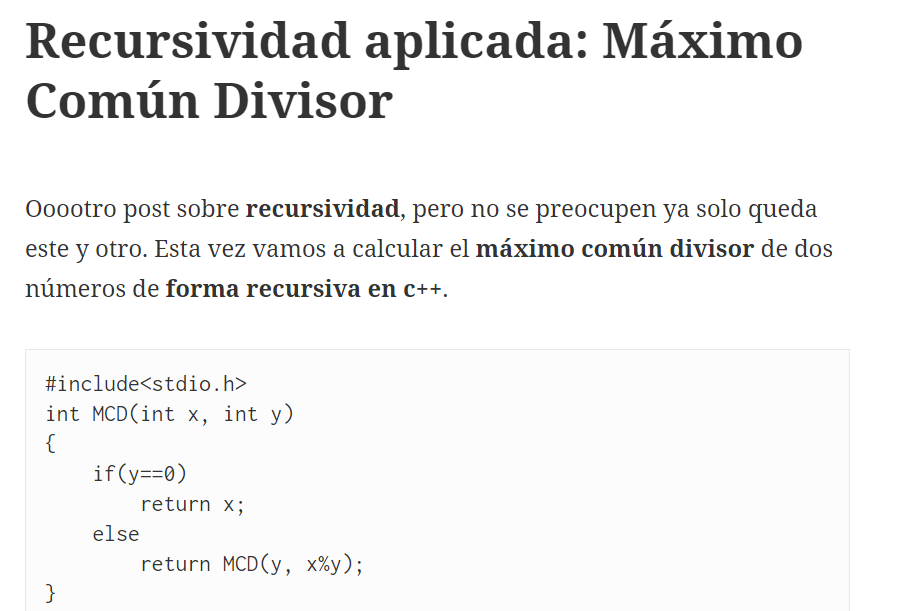 Recursividad aplicada: Máximo
Común Divisor
Ooootro post sobre recursividad, pero no se preocupen ya solo queda
este y otro. Esta vez vamos a calcular el máximo común divisor de dos
números de forma recursiva en c++.
#include<stdio.h>
int MCD(int x, int y)
{
    if(y==0)
        return x;
    else
        return MCD(y, x%y);
}